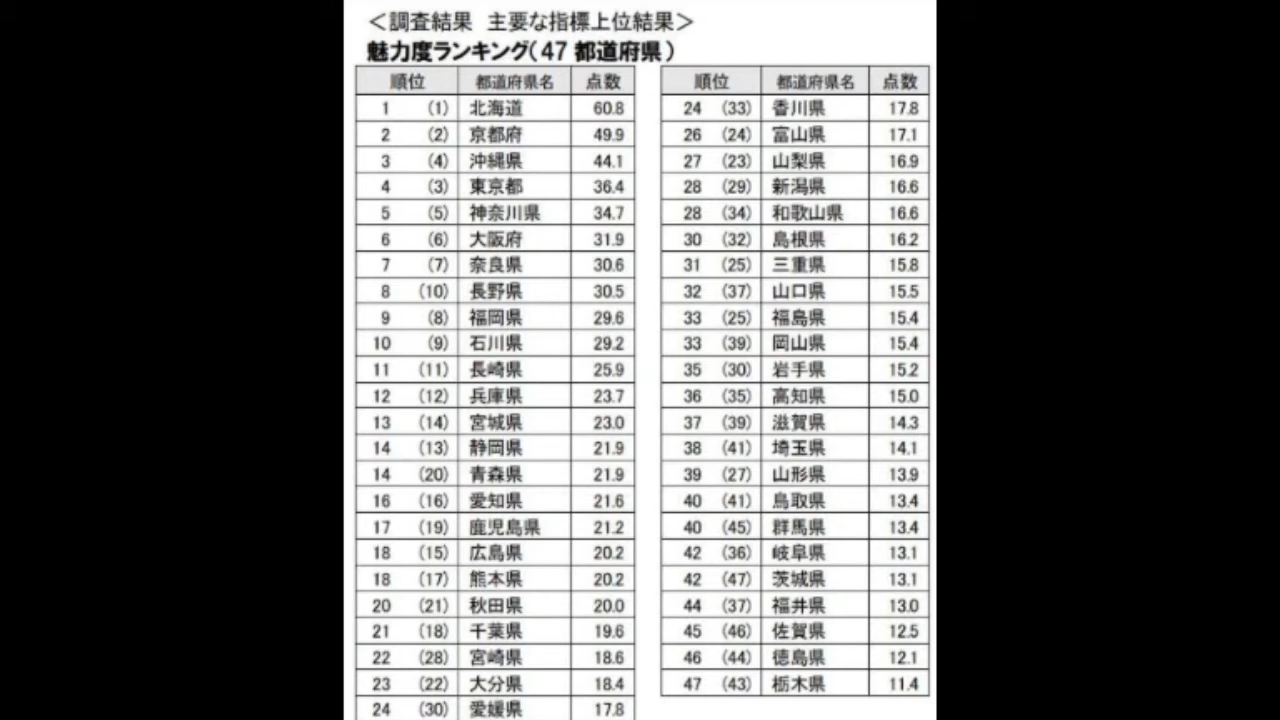 ＜調査結果　主要な指標上位結果＞
魅力度ランキング(47 都道府県)
順位 都道府県名 点数
1 (1) 北海道 60.8
2 (2) 京都府 49.9
3 (4) 沖縄県 44.1
4 (3) 東京都 36.4
5 (5) 神奈川県 34.7
6 (6) 大阪府 31.9
7 (7) 奈良県 30.6
8 (10) 長野県 30.5
9 (8) 福岡県 29.6
10 (9) 石川県 29.2
11 (11) 長崎県 25.9
12 (12) 兵庫県 23.7
13 (14) 宮城県 23.0
14 (13) 静岡県 21.9
14 (20) 青森県 21.9
16 (16) 愛知県 21.6
17 (19) 鹿児島県 21.2
18 (15) 広島県 20.2
18 (17) 熊本県 20.2
20 (21) 秋田県 20.0
21 (18) 千葉県 19.6
22 (28) 宮崎県 18.6
23 (22) 大分県 18.4
24 (30) 愛媛県 17.8
順位 都道府県名 点数
24 (33) 香川県 17.8
26 (24) 富山県 17.1
27 (23) 山梨県 16.9
28 (29) 新潟県 16.6
28 (34) 和歌山県 16.6
30 (32) 島根県 16.2
31 (25) 三重県 15.8
32 (37) 山口県 15.5
33 (25) 福島県 15.4
33 (39) 岡山県 15.4
35 (30) 岩手県 15.2
36 (35) 高知県 15.0
37 (39) 滋賀県 14.3
38 (41) 埼玉県 14.1
39 (27) 山形県 13.9
40 (41) 鳥取県 13.4
40 (45) 群馬県 13.4
42 (36) 岐阜県 13.1
42 (47) 茨城県 13.1
44 (37) 福井県 13.0
45 (46) 佐賀県 12.5
46 (44) 徳島県 12.1
47 (43) 栃木県 11.4